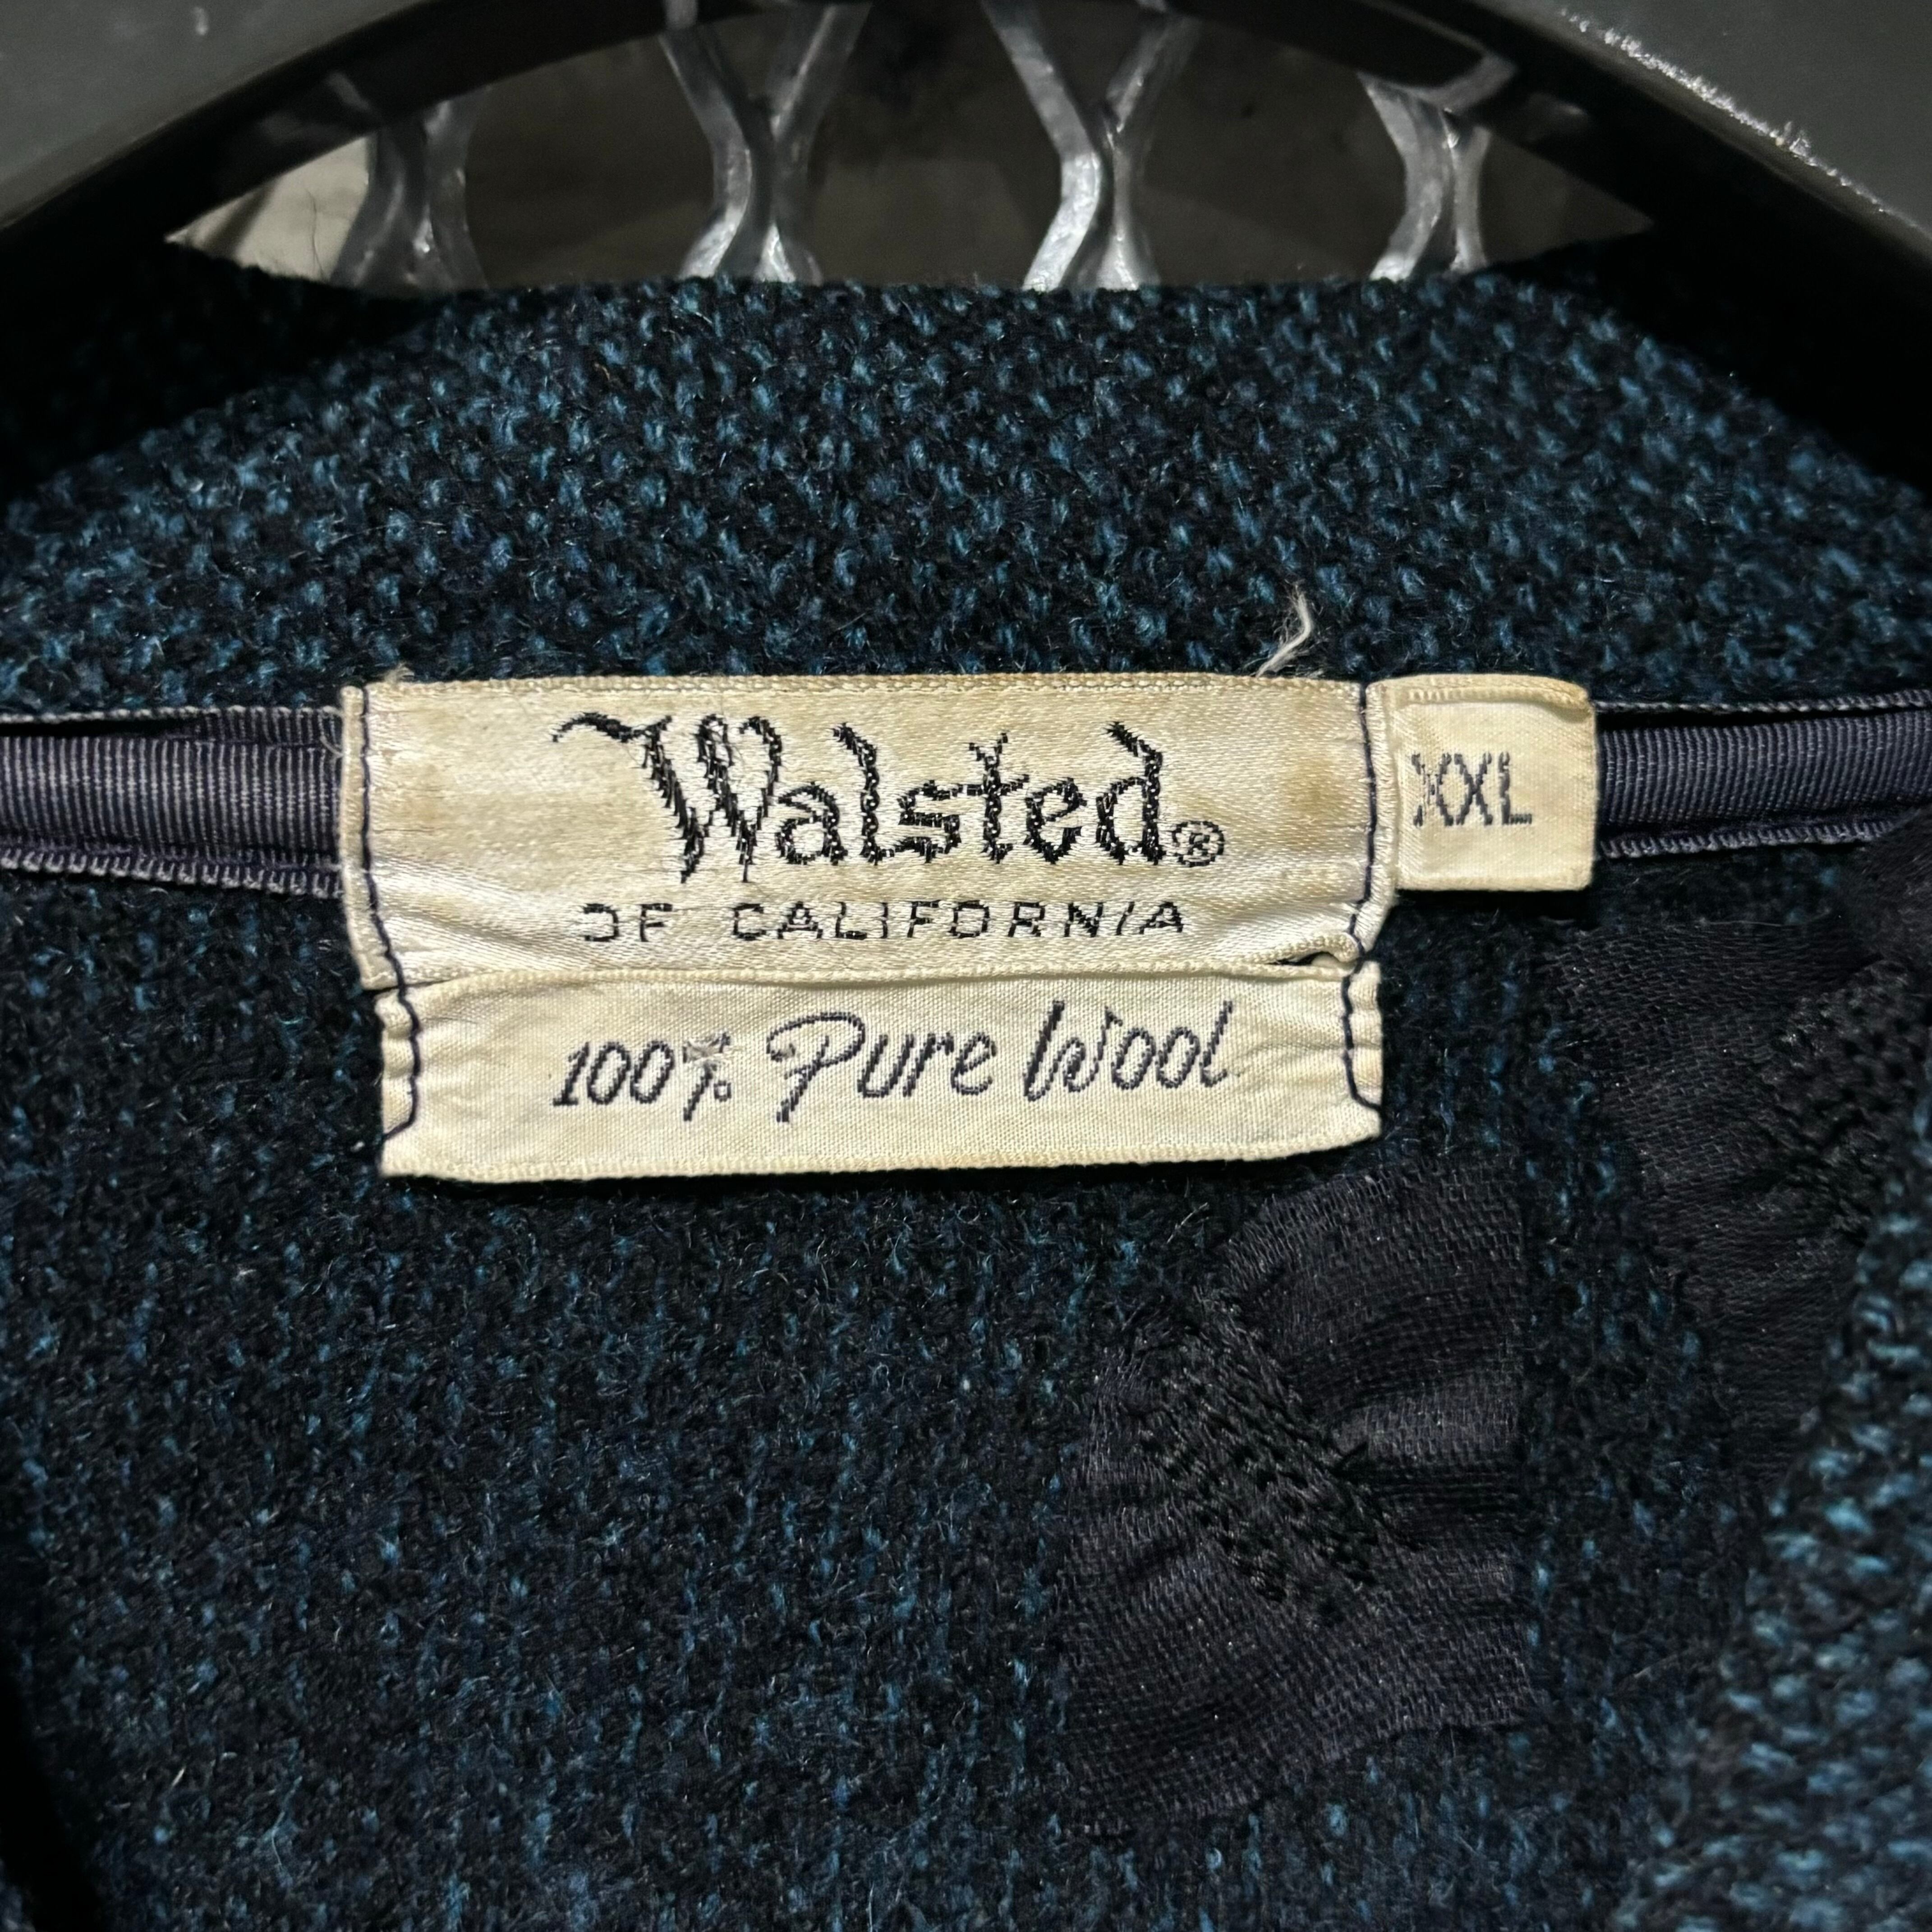 Walsted®
OF CALIFORNIA
XXL
100% Pure Wool